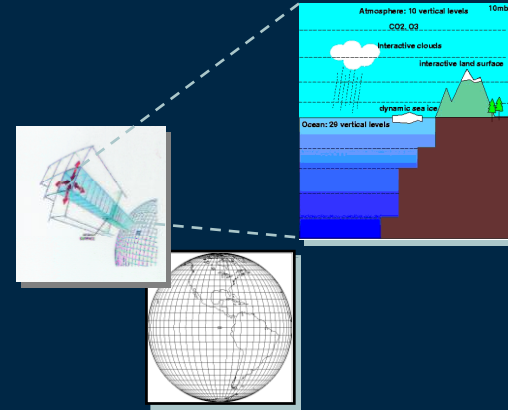 Atmosphere: 10 vertical levels
10mb
CO2, O3
interactive clouds
interactive land surface
dynamic sea ice
Ocean: 29 vertical levels